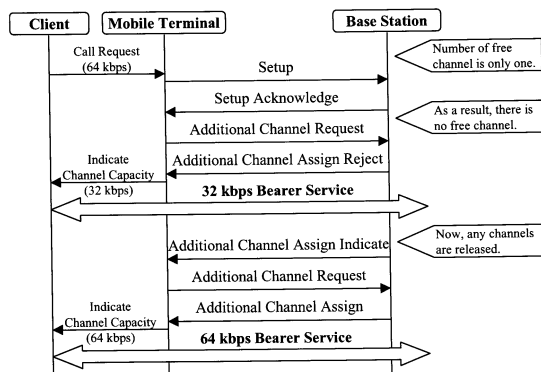 Client
Mobile Terminal
Base Station
Call Request
(64 kbps)
Setup
Number of free
channel is only one.
Setup Acknowledge
As a result, there is
no free channel.
Additional Channel Request
Additional Channel Assign Reject
Indicate
Channel Capacity
(32 kbps)
32 kbps Bearer Service
Now, any channels
are released.
Additional Channel Assign Indicate
Additional Channel Request
Additional Channel Assign
Indicate
Channel Capacity
(64 kbps)
64 kbps Bearer Service